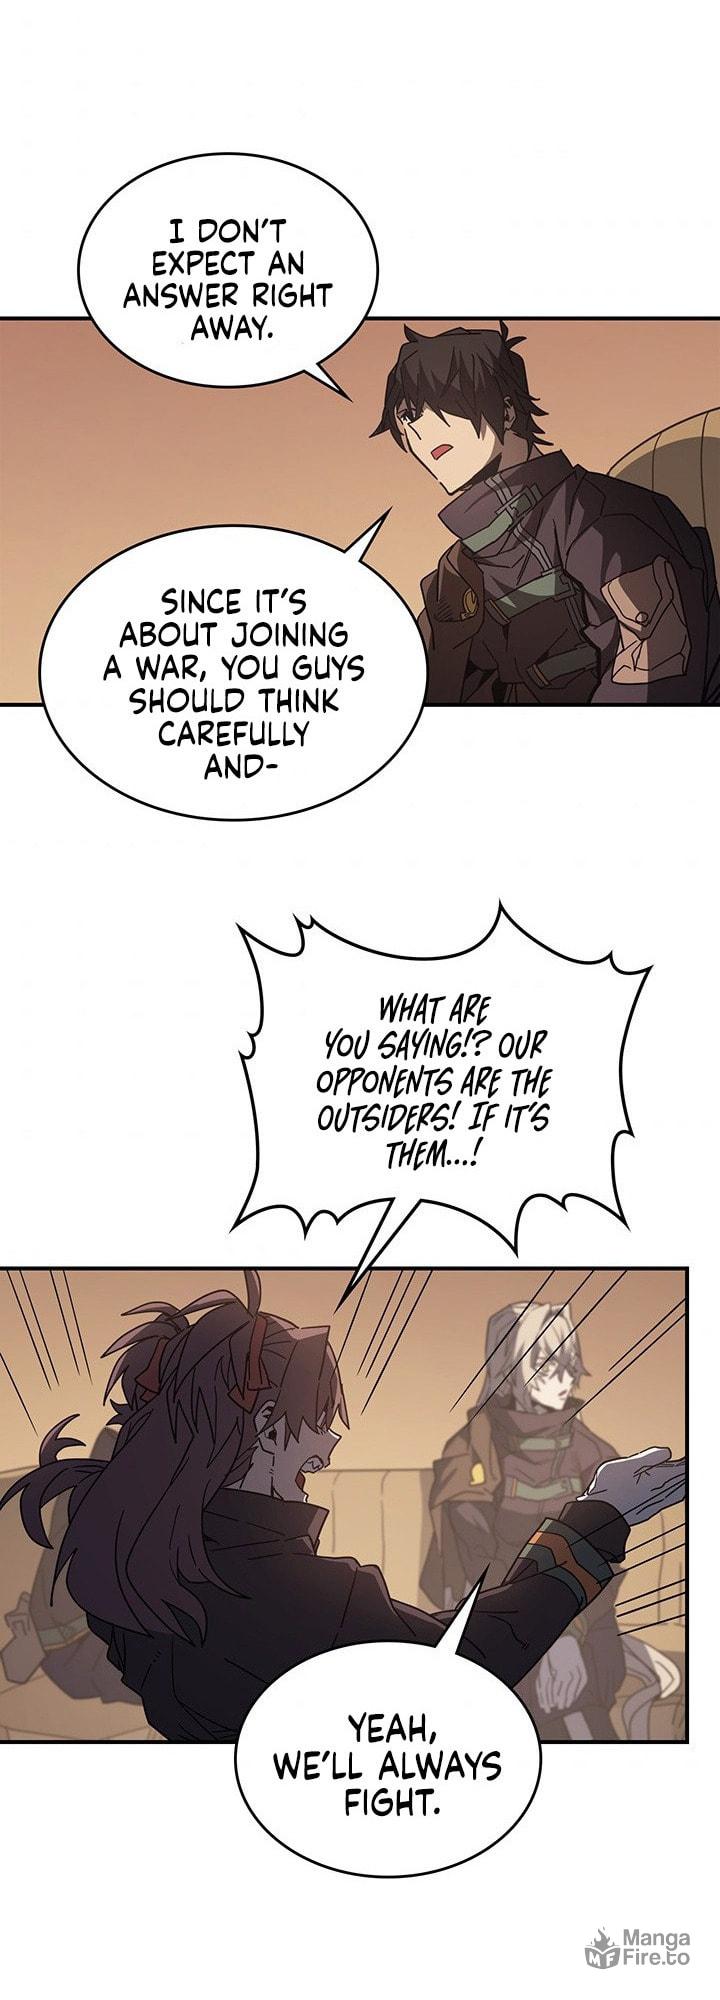 I DON'T
EXPECT AN
ANSWER RIGHT
AWAY.
SINCE IT'S
ABOUT JOINING
A WAR, YOU GUYS
SHOULD THINK
CAREFULLY
AND-
WHAT ARE
YOU SAYING!? OUR
OPPONENTS ARE THE
OUTSIDERS! IF IT'S
THEM...!
YEAH,
WE'LL ALWAYS
FIGHT.
Manga
MF Fire.to